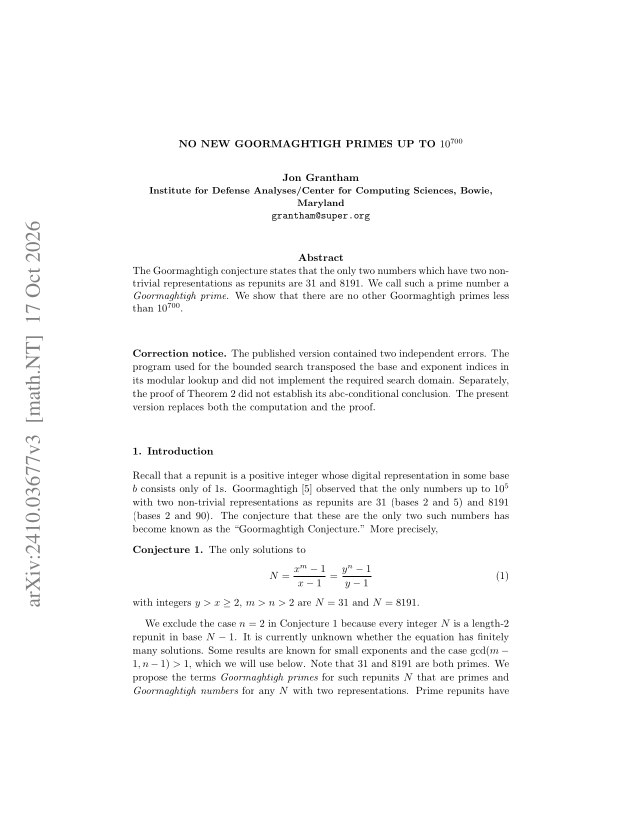 arXiv:2410.03677v3 [math.NT] 17 Oct 2026
NO NEW GOORMAGHTIGH PRIMES UP TO 10^700
Jon Grantham
Institute for Defense Analyses/Center for Computing Sciences, Bowie,
Maryland
grantham@super.org
Abstract
The Goormaghtigh conjecture states that the only two numbers which have two non-
trivial representations as repunits are 31 and 8191. We call such a prime number a
Goormaghtigh prime. We show that there are no other Goormaghtigh primes less
than 10^700.
Correction notice. The published version contained two independent errors. The
program used for the bounded search transposed the base and exponent indices in
its modular lookup and did not implement the required search domain. Separately,
the proof of Theorem 2 did not establish its abc-conditional conclusion. The present
version replaces both the computation and the proof.
1. Introduction
Recall that a repunit is a positive integer whose digital representation in some base
b consists only of 1s. Goormaghtigh [5] observed that the only numbers up to 10^5
with two non-trivial representations as repunits are 31 (bases 2 and 5) and 8191
(bases 2 and 90). The conjecture that these are the only two such numbers has
become known as the “Goormaghtigh Conjecture.” More precisely,
Conjecture 1. The only solutions to
N = (x^m − 1)/(x − 1) = (y^n − 1)/(y − 1) (1)
with integers y > x ≥ 2, m > n > 2 are N = 31 and N = 8191.
We exclude the case n = 2 in Conjecture 1 because every integer N is a length-2
repunit in base N − 1. It is currently unknown whether the equation has finitely
many solutions. Some results are known for small exponents and the case gcd(m −
1, n − 1) > 1, which we will use below. Note that 31 and 8191 are both primes. We
propose the terms Goormaghtigh primes for such repunits N that are primes and
Goormaghtigh numbers for any N with two representations. Prime repunits have